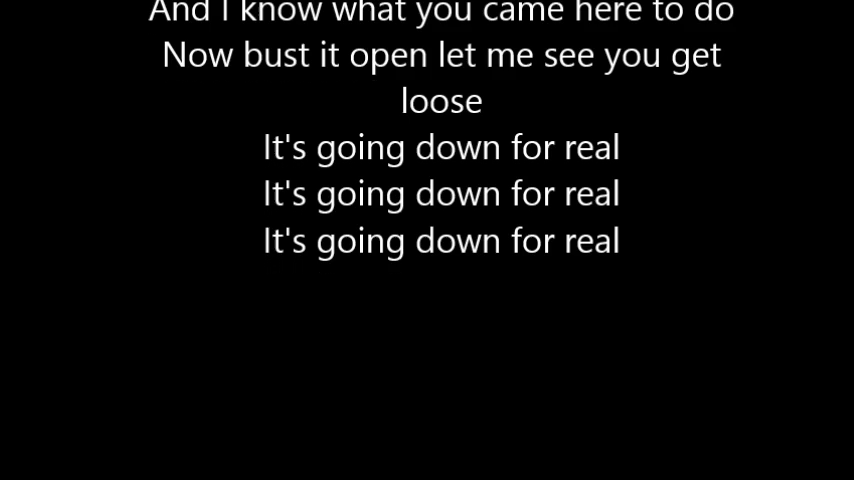 And I know what you came here to do
Now bust it open let me see you get
loose
It's going down for real
It's going down for real
It's going down for real